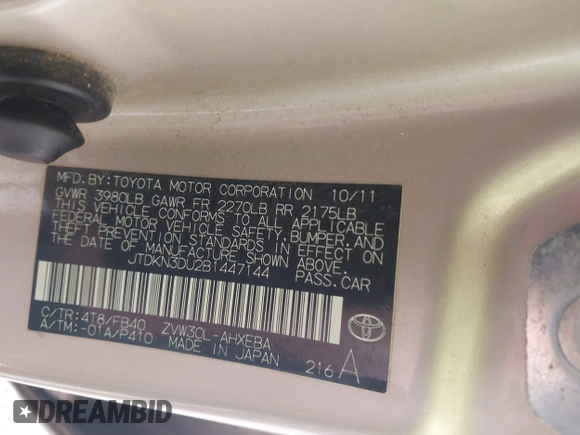 MFD. BY: TOYOTA MOTOR CORPORATION 10/11
GVWR 3980LB GAWR FR 2270LB RR 2175LB
THIS VEHICLE CONFORMS TO ALL APPLICABLE
FEDERAL MOTOR VEHICLE SAFETY, BUMPER, AND
THEFT PREVENTION STANDARDS IN EFFECT ON
THE DATE OF MANUFACTURE SHOWN ABOVE.
JTDKN3DU2B1447144 PASS. CAR
C/TR: 4T8/FB40 ZVW30L-AHXEBA
A/TM: -01A/P410 MADE IN JAPAN
216 A
DREAMBID